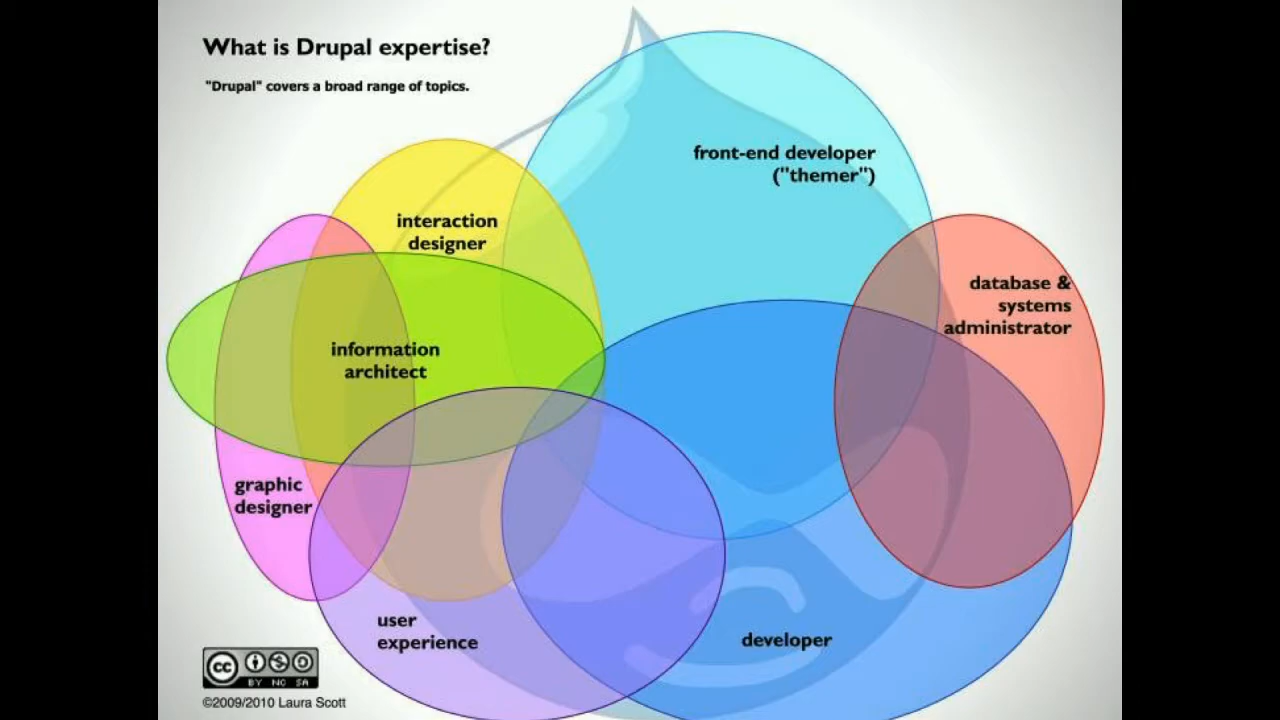 What is Drupal expertise?
"Drupal" covers a broad range of topics.
front-end developer
("themer")
interaction
designer
database &
systems
administrator
information
architect
graphic
designer
user
experience
developer
cc
BY NC SA
©2009/2010 Laura Scott